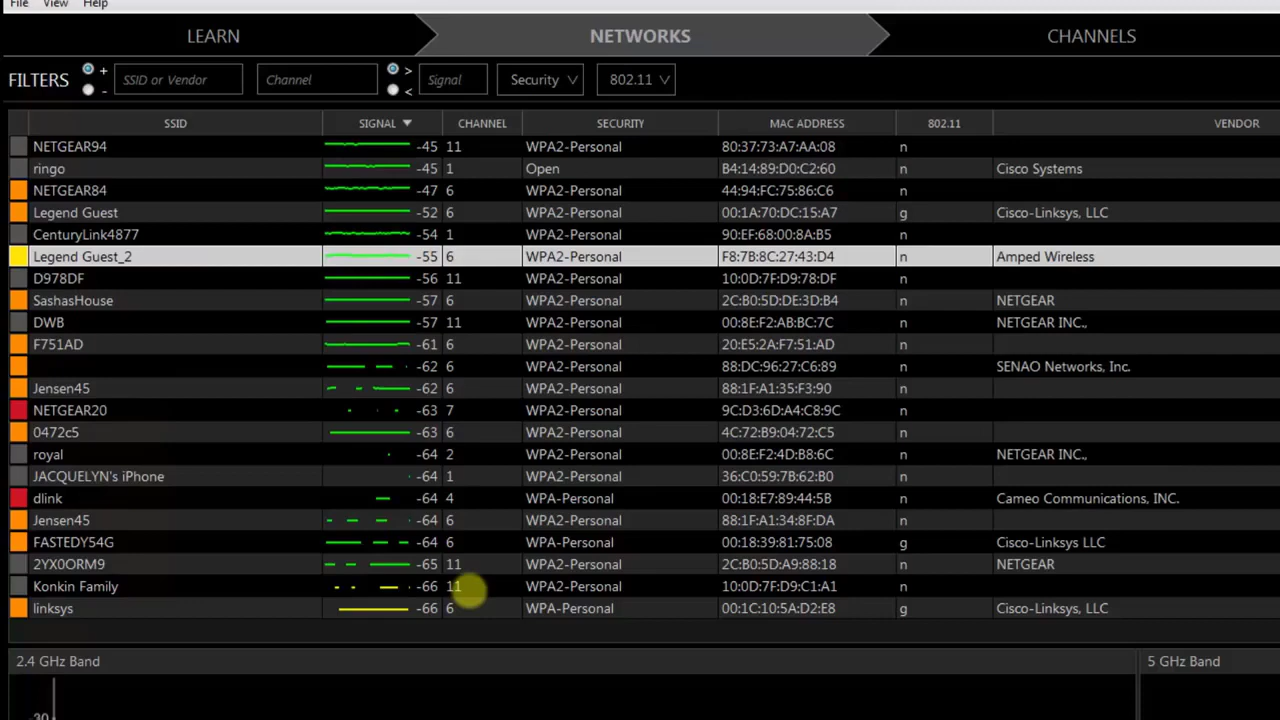 File View Help
LEARN NETWORKS CHANNELS
FILTERS + - SSID or Vendor Channel > < Signal Security 802.11
SSID SIGNAL CHANNEL SECURITY MAC ADDRESS 802.11 VENDOR
NETGEAR94 -45 11 WPA2-Personal 80:37:73:A7:AA:08 n
ringo -45 1 Open B4:14:89:D0:C2:60 n Cisco Systems
NETGEAR84 -47 6 WPA2-Personal 44:94:FC:75:86:C6 n
Legend Guest -52 6 WPA2-Personal 00:1A:70:DC:15:A7 g Cisco-Linksys, LLC
CenturyLink4877 -54 1 WPA2-Personal 90:EF:68:00:8A:B5 n
Legend Guest_2 -55 6 WPA2-Personal F8:7B:8C:27:43:D4 n Amped Wireless
D978DF -56 11 WPA2-Personal 10:0D:7F:D9:78:DF n
SashasHouse -57 6 WPA2-Personal 2C:B0:5D:DE:3D:B4 n NETGEAR
DWB -57 11 WPA2-Personal 00:8E:F2:AB:BC:7C n NETGEAR INC.,
F751AD -61 6 WPA2-Personal 20:E5:2A:F7:51:AD n
-62 6 WPA2-Personal 88:DC:96:27:C6:89 n SENAO Networks, Inc.
Jensen45 -62 6 WPA2-Personal 88:1F:A1:35:F3:90 n
NETGEAR20 -63 7 WPA2-Personal 9C:D3:6D:A4:C8:9C n
0472c5 -63 6 WPA2-Personal 4C:72:B9:04:72:C5 n
royal -64 2 WPA2-Personal 00:8E:F2:4D:B8:6C n NETGEAR INC.,
JACQUELYN's iPhone -64 1 WPA2-Personal 36:C0:59:7B:62:B0 n
dlink -64 4 WPA-Personal 00:18:E7:89:44:5B n Cameo Communications, INC.
Jensen45 -64 6 WPA2-Personal 88:1F:A1:34:8F:DA n
FASTEDY54G -64 6 WPA-Personal 00:18:39:81:75:08 g Cisco-Linksys LLC
2YX0ORM9 -65 11 WPA2-Personal 2C:B0:5D:A9:88:18 n NETGEAR
Konkin Family -66 11 WPA2-Personal 10:0D:7F:D9:C1:A1 n
linksys -66 6 WPA-Personal 00:1C:10:5A:D2:E8 g Cisco-Linksys, LLC
2.4 GHz Band 5 GHz Band
-30